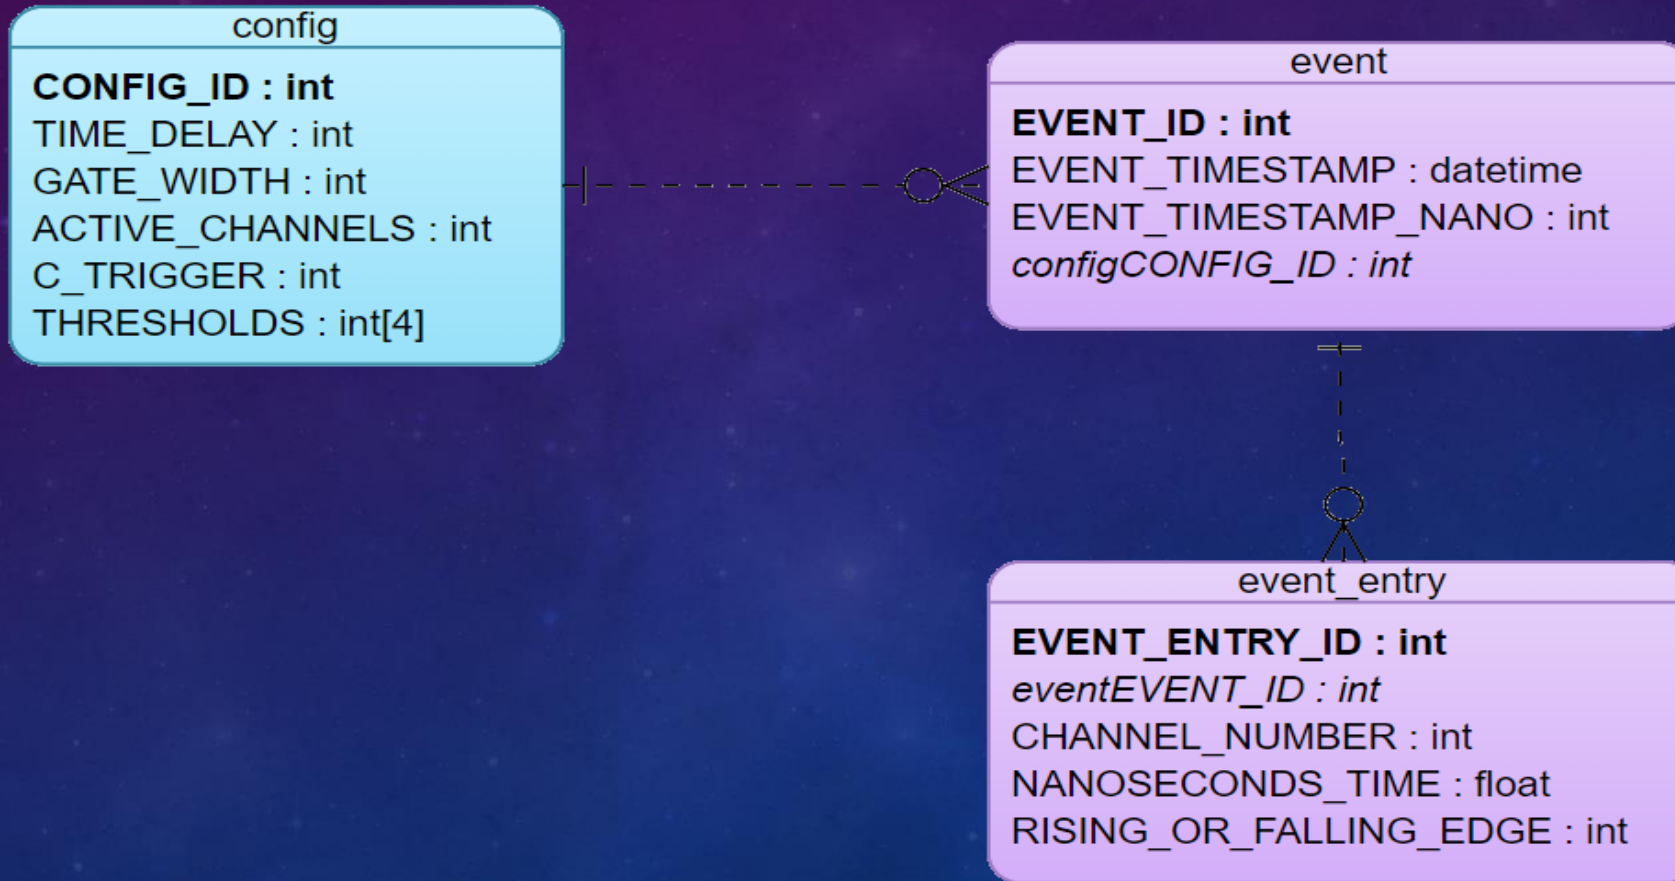 config
CONFIG_ID : int
TIME_DELAY : int
GATE_WIDTH : int
ACTIVE_CHANNELS : int
C_TRIGGER : int
THRESHOLDS : int[4]
event
EVENT_ID : int
EVENT_TIMESTAMP : datetime
EVENT_TIMESTAMP_NANO : int
configCONFIG_ID : int
event_entry
EVENT_ENTRY_ID : int
eventEVENT_ID : int
CHANNEL_NUMBER : int
NANOSECONDS_TIME : float
RISING_OR_FALLING_EDGE : int